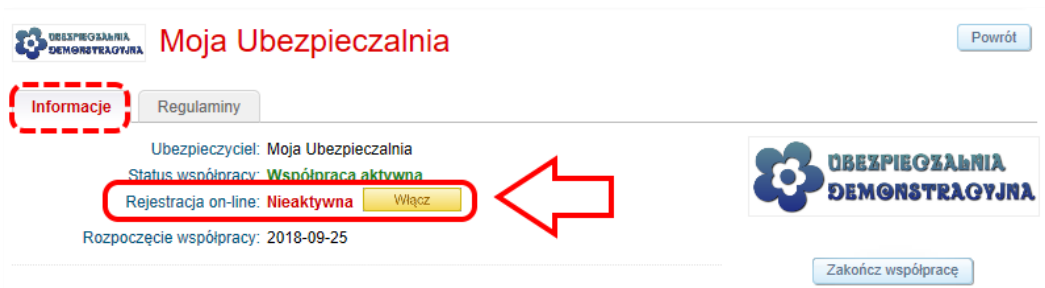 UBEZPIECZALNIA
DEMONSTRACYJNA
Moja Ubezpieczalnia
Powrót
Informacje
Regulaminy
Ubezpieczyciel: Moja Ubezpieczalnia
Status współpracy: Współpraca aktywna
Rejestracja on-line: Nieaktywna Włącz
Rozpoczęcie współpracy: 2018-09-25
UBEZPIECZALNIA
DEMONSTRACYJNA
Zakończ współpracę